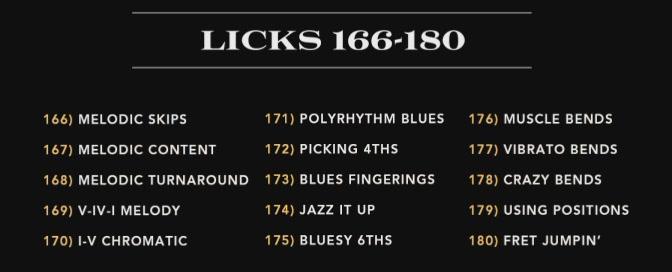 LICKS 166-180
166) MELODIC SKIPS
167) MELODIC CONTENT
168) MELODIC TURNAROUND
169) V-IV-I MELODY
170) I-V CHROMATIC
171) POLYRHYTHM BLUES
172) PICKING 4THS
173) BLUES FINGERINGS
174) JAZZ IT UP
175) BLUESY 6THS
176) MUSCLE BENDS
177) VIBRATO BENDS
178) CRAZY BENDS
179) USING POSITIONS
180) FRET JUMPIN’